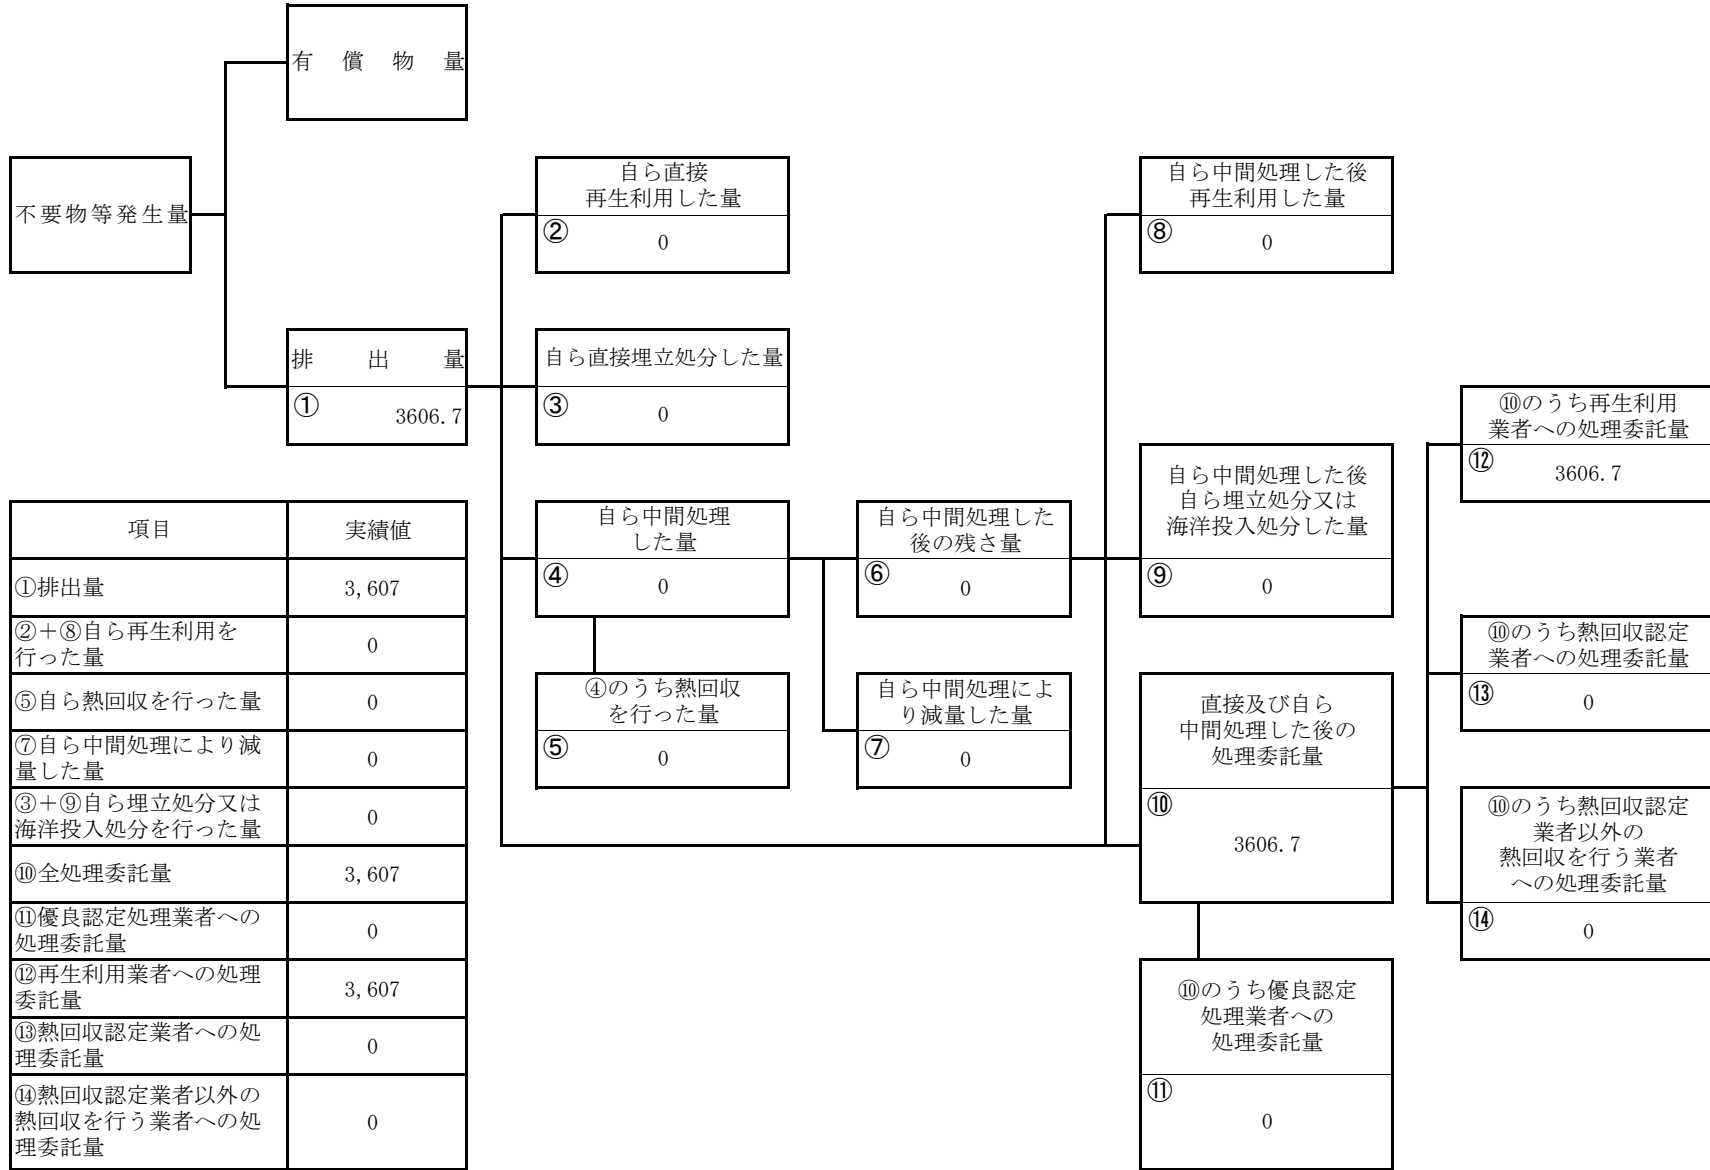 有償物量
不要物等発生量
自ら直接
再生利用した量
②
0
自ら中間処理した後
再生利用した量
⑧
0
排出量
①
3606.7
自ら直接埋立処分した量
③
0
⑩のうち再生利用
業者への処理委託量
⑫
3606.7
自ら中間処理した後
自ら埋立処分又は
海洋投入処分した量
⑨
0
自ら中間処理
した量
④
0
自ら中間処理した
後の残さ量
⑥
0
⑩のうち熱回収認定
業者への処理委託量
⑬
0
④のうち熱回収
を行った量
⑤
0
自ら中間処理によ
り減量した量
⑦
0
直接及び自ら
中間処理した後の
処理委託量
⑩
3606.7
⑩のうち熱回収認定
業者以外の
熱回収を行う業者
への処理委託量
⑭
0
⑩のうち優良認定
処理業者への
処理委託量
⑪
0
項目 実績値
①排出量 3,607
②＋⑧自ら再生利用を
行った量
0
⑤自ら熱回収を行った量 0
⑦自ら中間処理により減
量した量
0
③＋⑨自ら埋立処分又は
海洋投入処分を行った量
0
⑩全処理委託量 3,607
⑪優良認定処理業者への
処理委託量
0
⑫再生利用業者への処理
委託量
3,607
⑬熱回収認定業者への処
理委託量
0
⑭熱回収認定業者以外の
熱回収を行う業者への処
理委託量
0